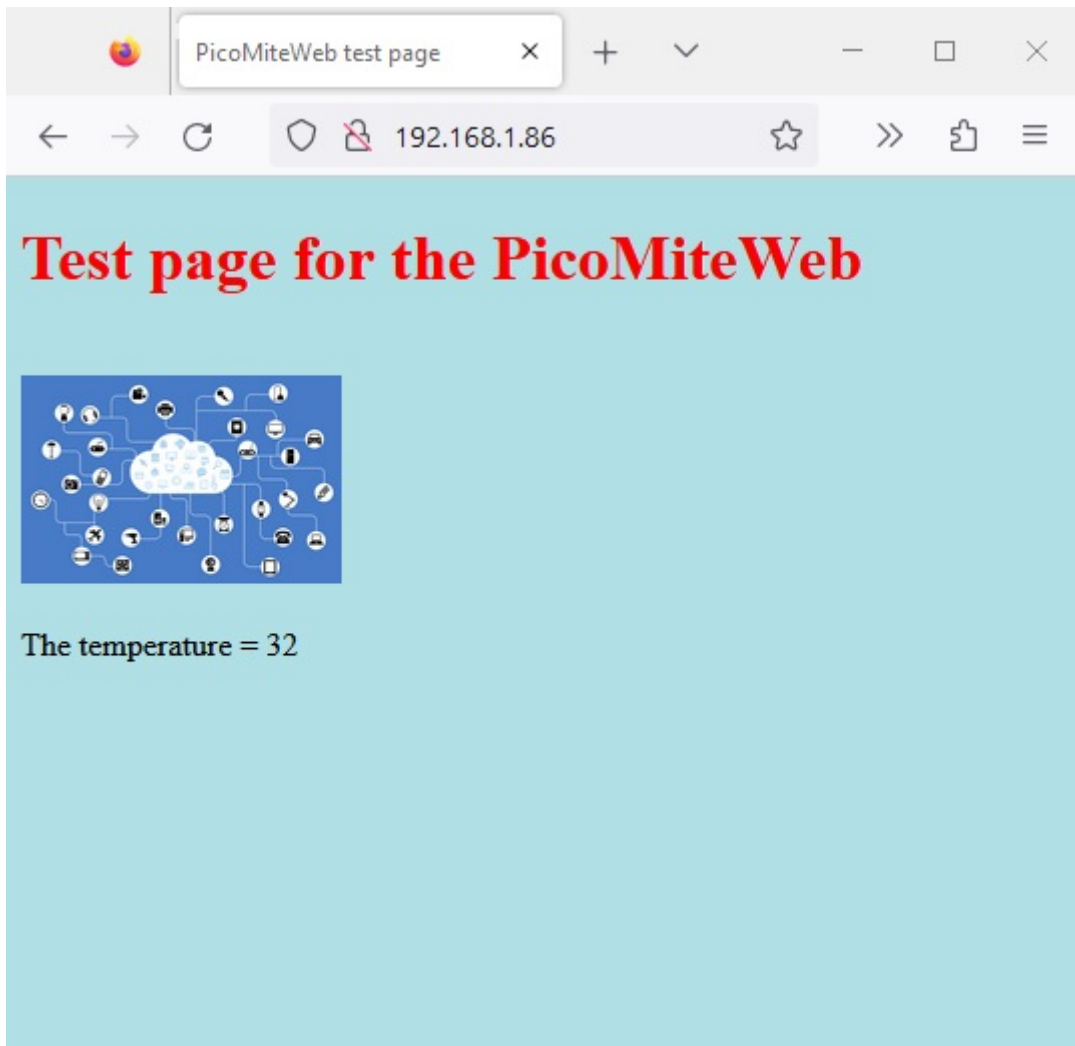 PicoMiteWeb test page
192.168.1.86
Test page for the PicoMiteWeb
The temperature = 32